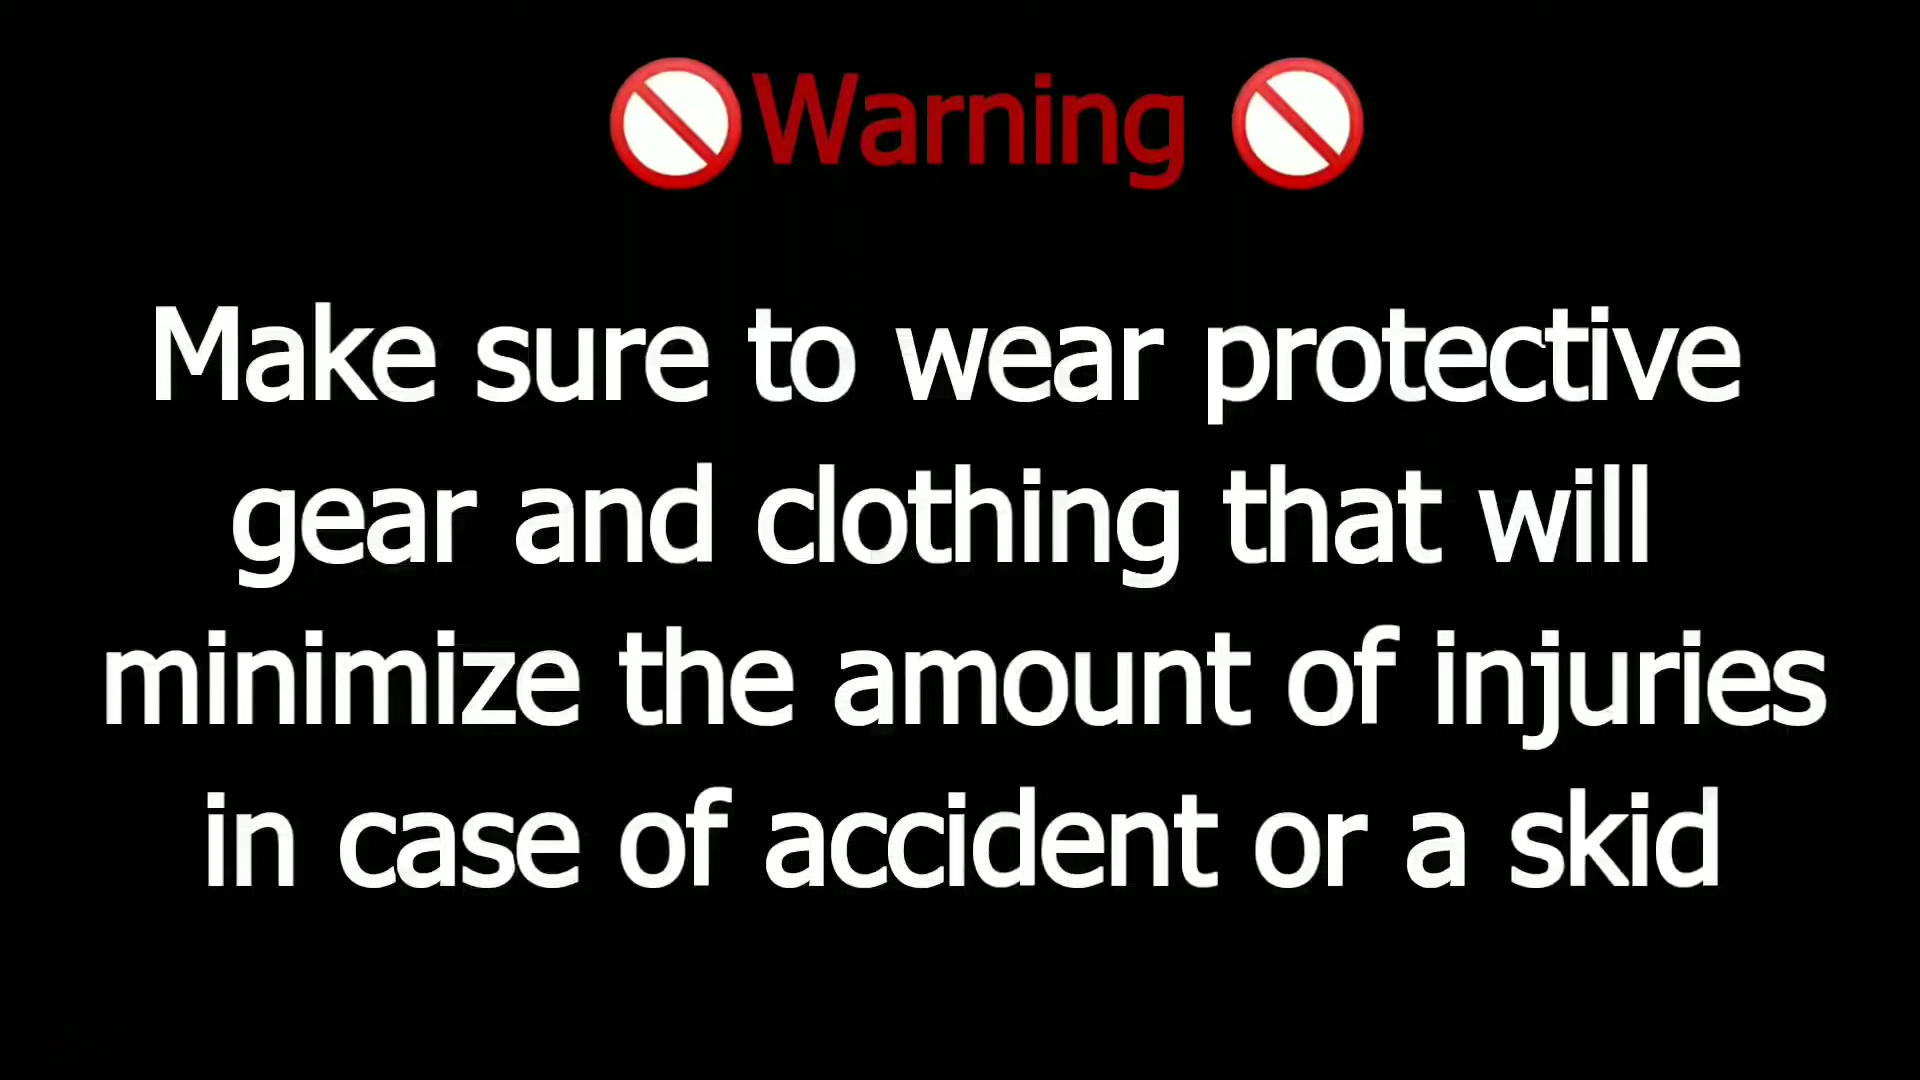 🚫Warning 🚫
Make sure to wear protective
gear and clothing that will
minimize the amount of injuries
in case of accident or a skid